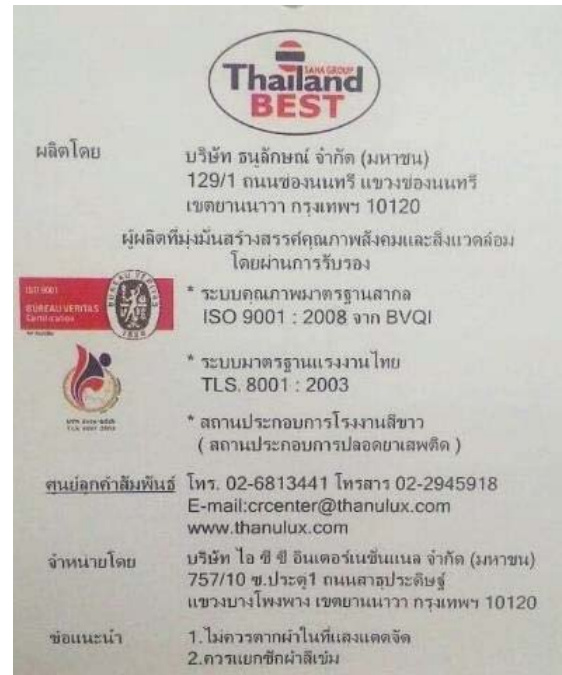 SAHA GROUP
Thailand
BEST
ผลิตโดย
บริษัท ธนูลักษณ์ จำกัด (มหาชน)
129/1 ถนนช่องนนทรี แขวงช่องนนทรี
เขตยานนาวา กรุงเทพฯ 10120
ผู้ผลิตที่มุ่งมั่นสร้างสรรค์คุณภาพสังคมและสิ่งแวดล้อม
โดยผ่านการรับรอง
ISO 9001
BUREAU VERITAS
Certification
BUREAU VERITAS
1828
* ระบบคุณภาพมาตรฐานสากล
ISO 9001 : 2008 จาก BVQI
* ระบบมาตรฐานแรงงานไทย
TLS. 8001 : 2003
* สถานประกอบการโรงงานสีขาว
( สถานประกอบการปลอดยาเสพติด )
ศูนย์ลูกค้าสัมพันธ์ โทร. 02-6813441 โทรสาร 02-2945918
E-mail:crcenter@thanulux.com
www.thanulux.com
จำหน่ายโดย
บริษัท ไอ ซี ซี อินเตอร์เนชั่นแนล จำกัด (มหาชน)
757/10 ซ.ประดู่1 ถนนสาธุประดิษฐ์
แขวงบางโพงพาง เขตยานนาวา กรุงเทพฯ 10120
ข้อแนะนำ
1.ไม่ควรตากผ้าในที่แสงแดดจัด
2.ควรแยกซักผ้าสีเข้ม